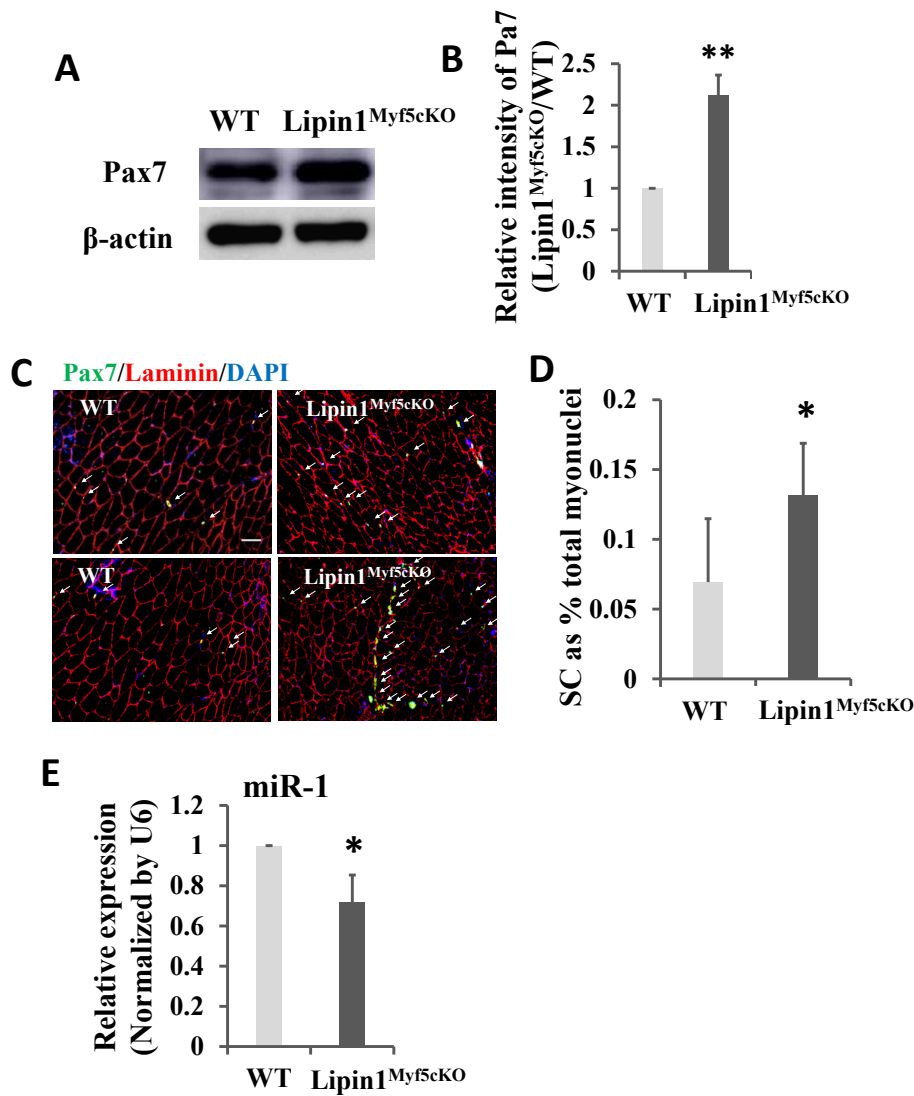 A
WT Lipin1Myf5cKO
Pax7
β-actin
B
Relative intensity of Pa7
(Lipin1Myf5cKO/WT)
**
2.5
2
1.5
1
0.5
0
WT Lipin1Myf5cKO
C
Pax7/Laminin/DAPI
WT
Lipin1Myf5cKO
WT
Lipin1Myf5cKO
D
SC as % total myonuclei
*
0.2
0.15
0.1
0.05
0
WT Lipin1Myf5cKO
E
miR-1
Relative expression
(Normalized by U6)
*
1.2
1
0.8
0.6
0.4
0.2
0
WT Lipin1Myf5cKO